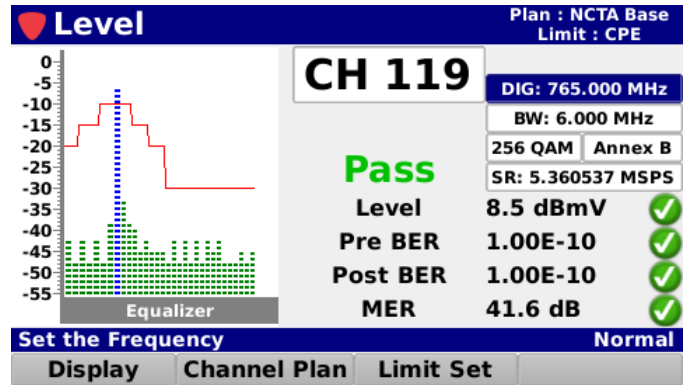 Level
Plan : NCTA Base
Limit : CPE
0
-5
-10
-15
-20
-25
-30
-35
-40
-45
-50
-55
Equalizer
CH 119
DIG: 765.000 MHz
BW: 6.000 MHz
256 QAM Annex B
SR: 5.360537 MSPS
Pass
Level 8.5 dBmV
Pre BER 1.00E-10
Post BER 1.00E-10
MER 41.6 dB
Set the Frequency Normal
Display Channel Plan Limit Set